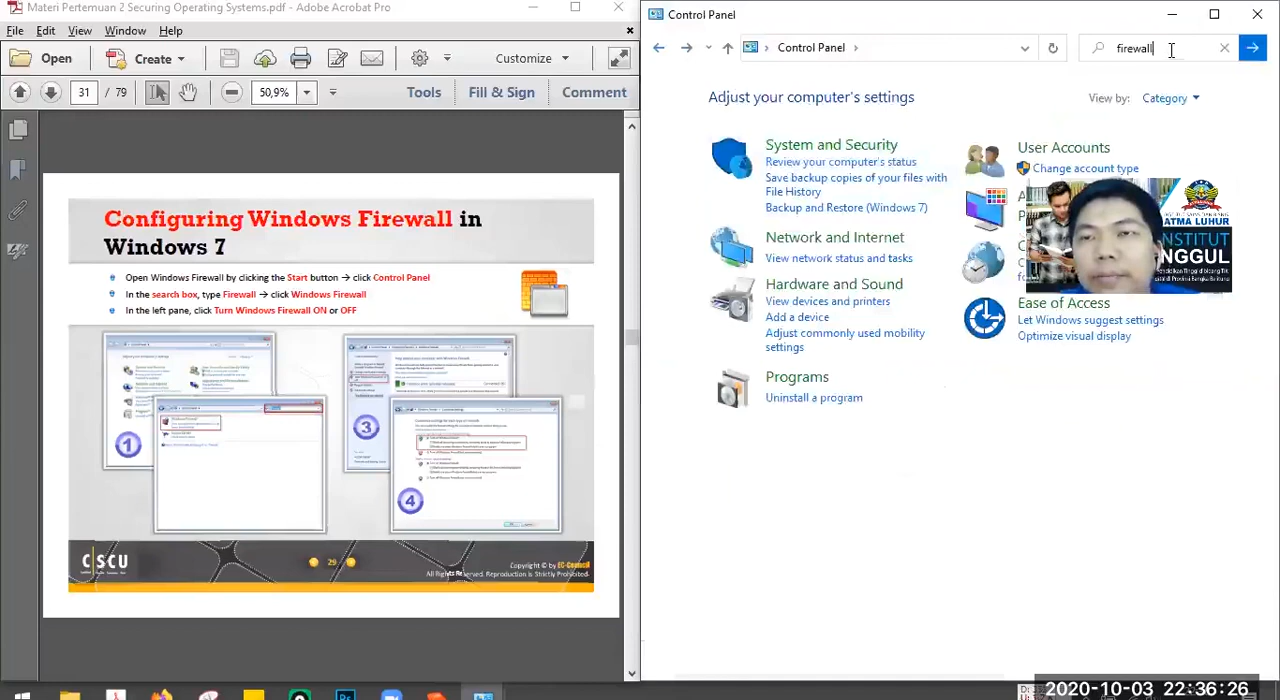 Materi Pertemuan 2 Securing Operating Systems.pdf - Adobe Acrobat Pro
File Edit View Window Help
Open Create Customize
31 / 79 50,9% Tools Fill & Sign Comment
Configuring Windows Firewall in
Windows 7
Open Windows Firewall by clicking the Start button → click Control Panel
In the search box, type Firewall → click Windows Firewall
In the left pane, click Turn Windows Firewall ON or OFF
1
3
4
CSCU
29
Copyright © by EC-Council
All Rights Reserved. Reproduction is Strictly Prohibited.
Control Panel
Control Panel
firewall
Adjust your computer's settings
View by: Category
System and Security
Review your computer's status
Save backup copies of your files with
File History
Backup and Restore (Windows 7)
Network and Internet
View network status and tasks
Hardware and Sound
View devices and printers
Add a device
Adjust commonly used mobility
settings
Programs
Uninstall a program
User Accounts
Change account type
ATMA LUHUR
INSTITUT
NGGUL
Ease of Access
Let Windows suggest settings
Optimize visual display
2020-10-03 22:36:26